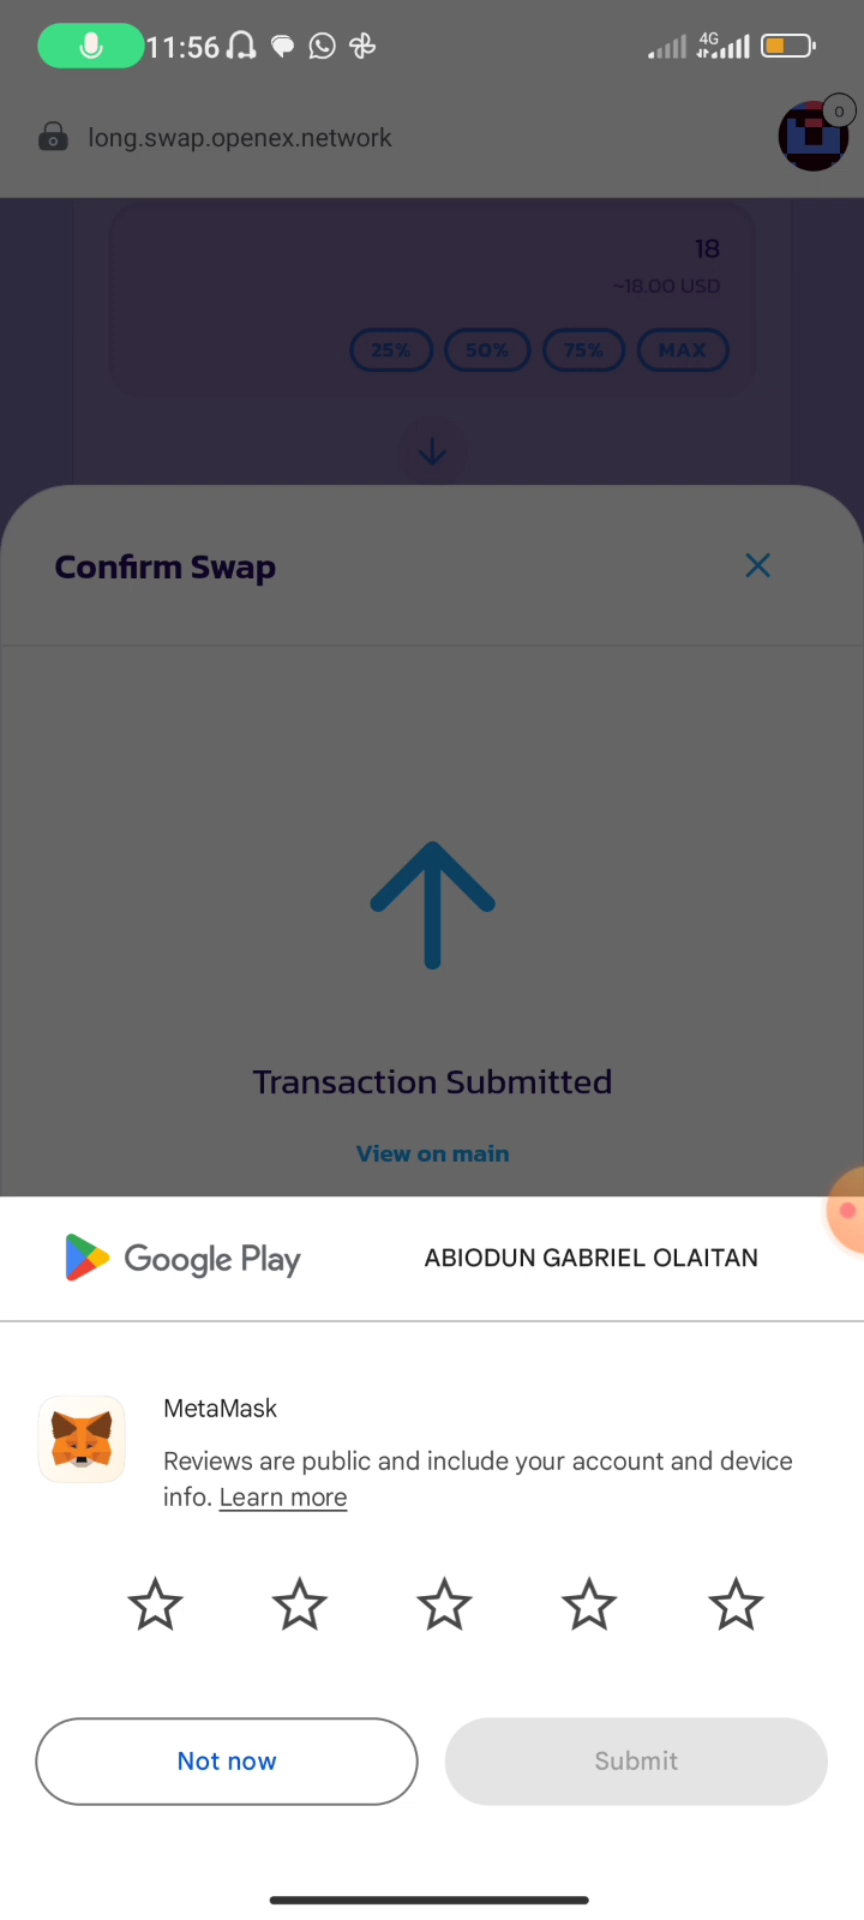 11:56
4G
long.swap.openex.network
0
18
~18.00 USD
25% 50% 75% MAX
Confirm Swap
Transaction Submitted
View on main
Google Play ABIODUN GABRIEL OLAITAN
MetaMask
Reviews are public and include your account and device
info. Learn more
Not now Submit